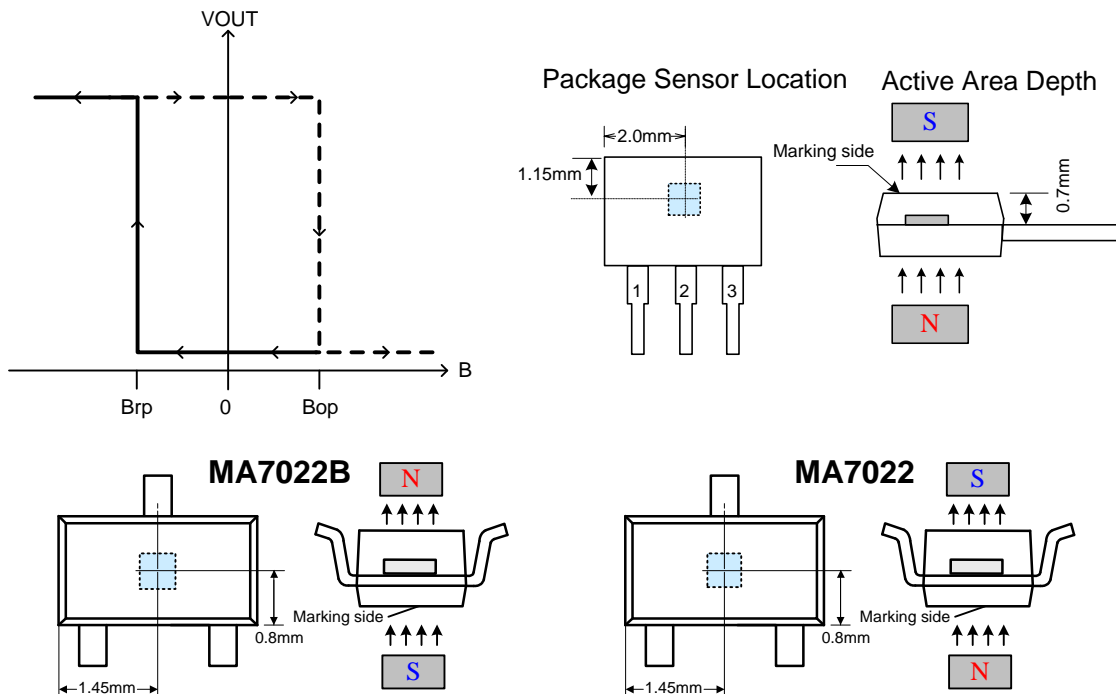 VOUT
B
Brp
0
Bop
Package Sensor Location
2.0mm
1.15mm
1
2
3
Active Area Depth
S
Marking side
0.7mm
N
MA7022B
N
Marking side
0.8mm
S
1.45mm
MA7022
S
Marking side
0.8mm
N
1.45mm